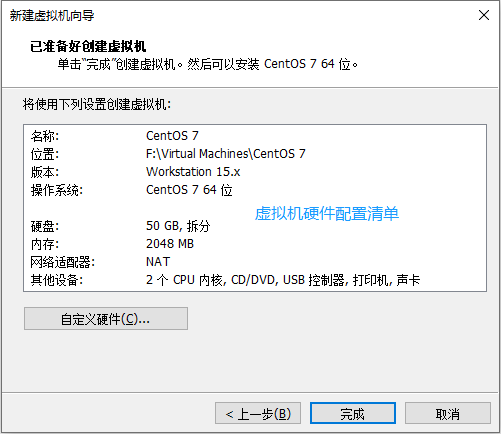 新建虚拟机向导
已准备好创建虚拟机
单击“完成”创建虚拟机。然后可以安装 CentOS 7 64 位。
将使用下列设置创建虚拟机:
名称: CentOS 7
位置: F:\Virtual Machines\CentOS 7
版本: Workstation 15.x
操作系统: CentOS 7 64 位
虚拟机硬件配置清单
硬盘: 50 GB, 拆分
内存: 2048 MB
网络适配器: NAT
其他设备: 2 个 CPU 内核, CD/DVD, USB 控制器, 打印机, 声卡
自定义硬件(C)...
< 上一步(B) 完成 取消